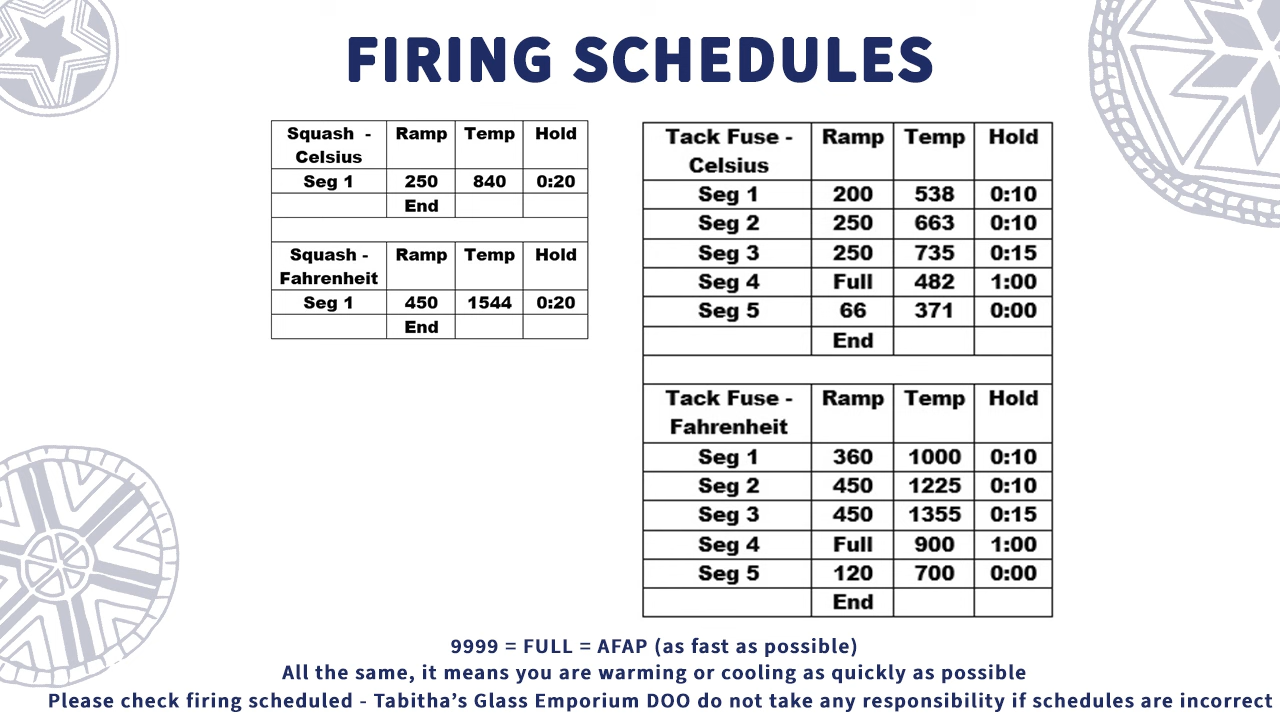 FIRING SCHEDULES
Squash - Ramp Temp Hold
Celsius
Seg 1 250 840 0:20
End
Squash - Ramp Temp Hold
Fahrenheit
Seg 1 450 1544 0:20
End
Tack Fuse - Ramp Temp Hold
Celsius
Seg 1 200 538 0:10
Seg 2 250 663 0:10
Seg 3 250 735 0:15
Seg 4 Full 482 1:00
Seg 5 66 371 0:00
End
Tack Fuse - Ramp Temp Hold
Fahrenheit
Seg 1 360 1000 0:10
Seg 2 450 1225 0:10
Seg 3 450 1355 0:15
Seg 4 Full 900 1:00
Seg 5 120 700 0:00
End
9999 = FULL = AFAP (as fast as possible)
All the same, it means you are warming or cooling as quickly as possible
Please check firing scheduled - Tabitha’s Glass Emporium DOO do not take any responsibility if schedules are incorrect